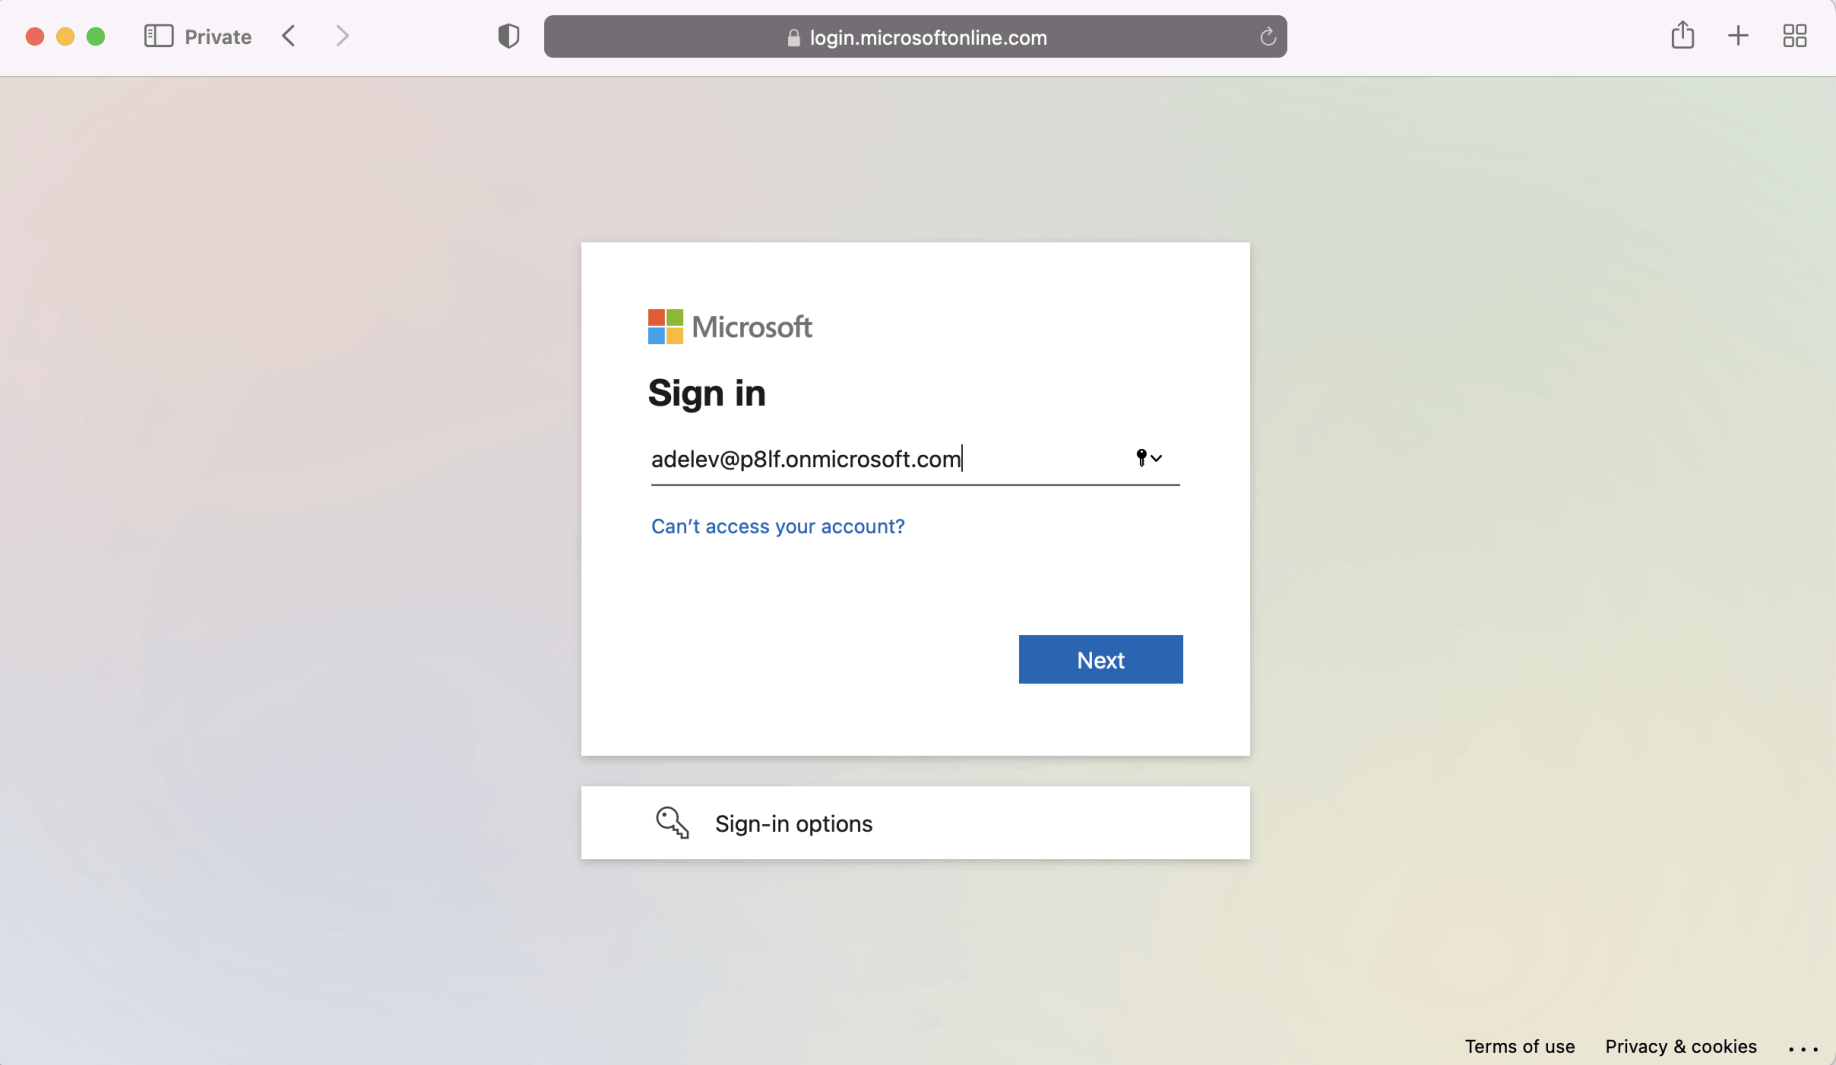 Private
login.microsoftonline.com
Microsoft
Sign in
adelev@p8lf.onmicrosoft.com
Can’t access your account?
Next
Sign-in options
Terms of use Privacy & cookies ...